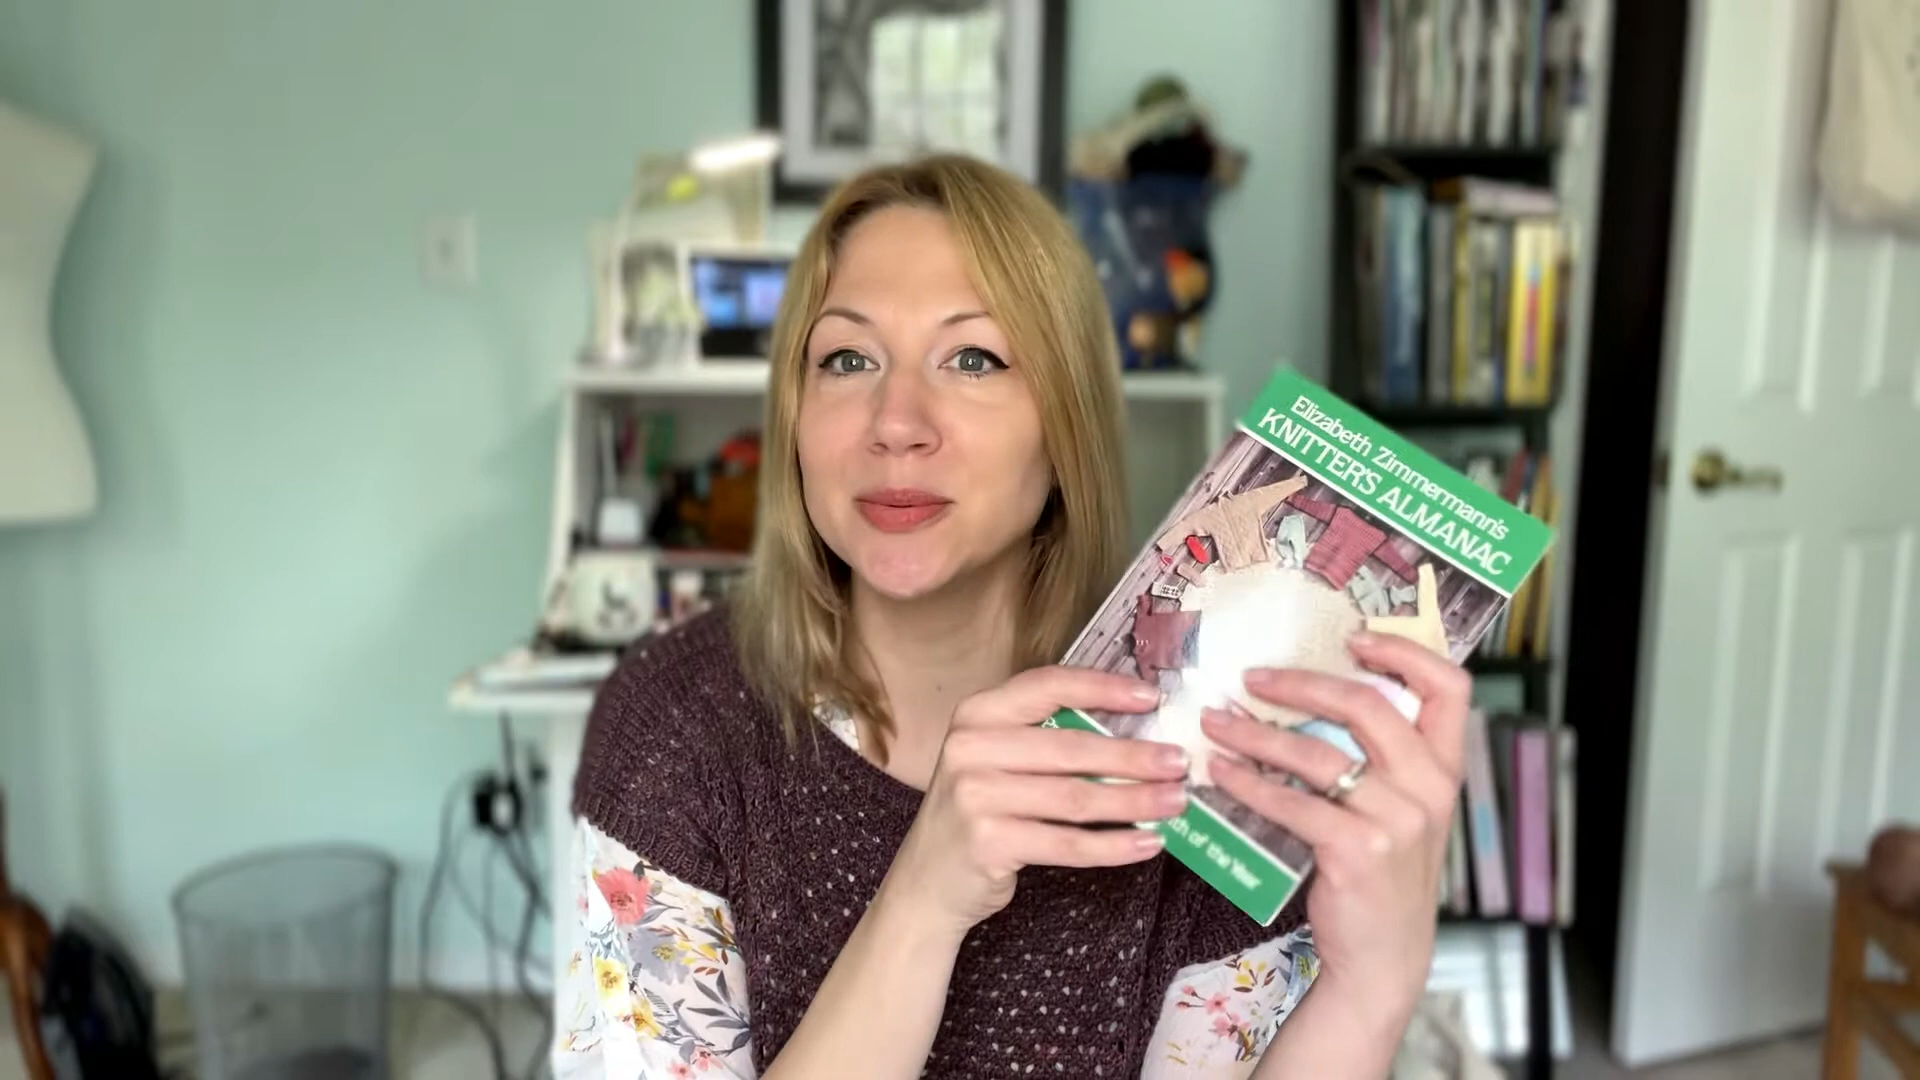 Elizabeth Zimmermann's
KNITTER'S ALMANAC
of the Year